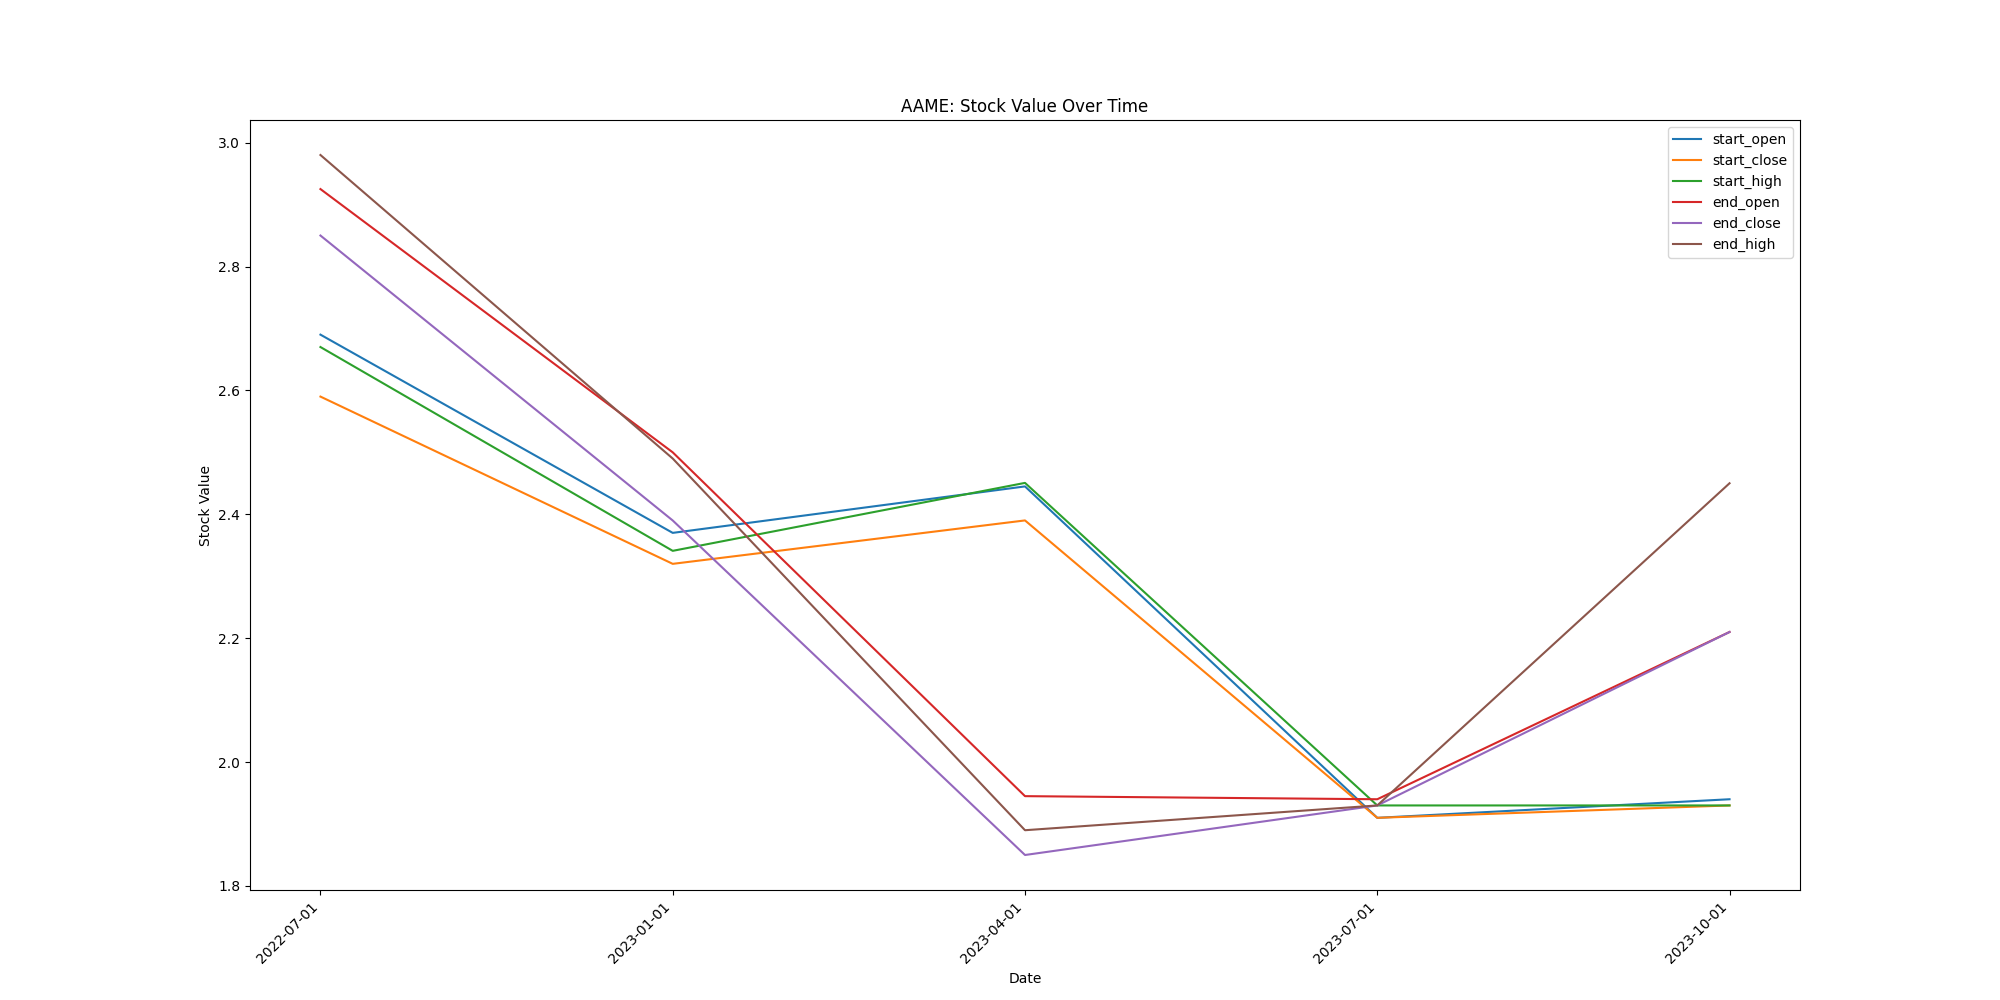 AAME: Stock Value Over Time
start_open
start_close
start_high
end_open
end_close
end_high
Stock Value
3.0
2.8
2.6
2.4
2.2
2.0
1.8
2022-07-01
2023-01-01
2023-04-01
2023-07-01
2023-10-01
Date